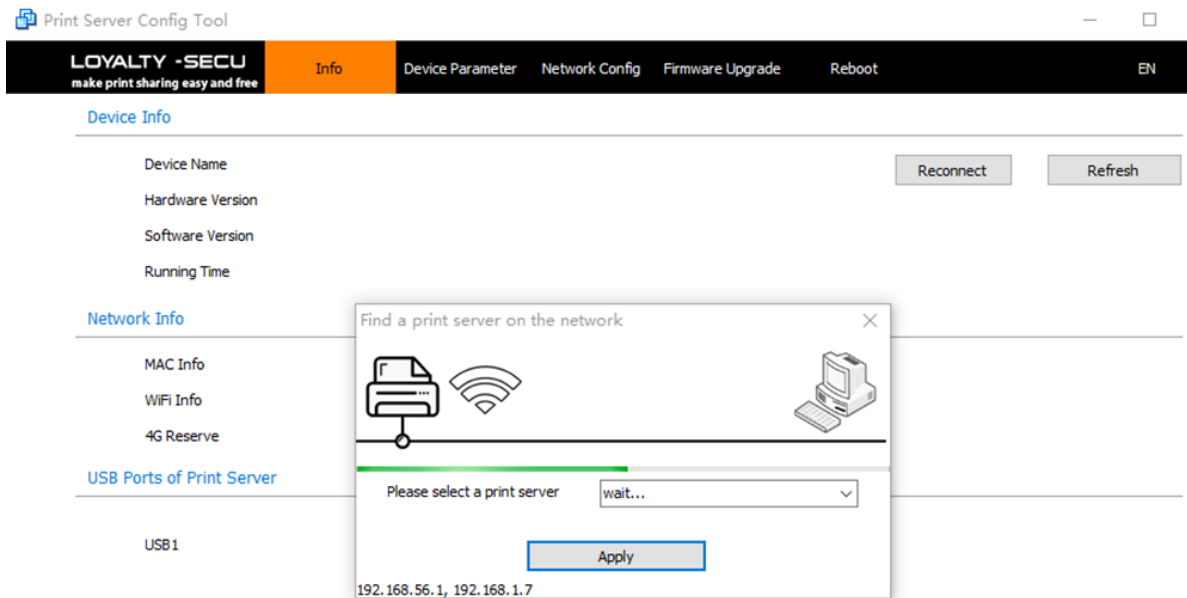 Print Server Config Tool
LOYALTY -SECU
make print sharing easy and free
Info Device Parameter Network Config Firmware Upgrade Reboot EN
Device Info
Device Name
Reconnect Refresh
Hardware Version
Software Version
Running Time
Network Info
MAC Info
WiFi Info
4G Reserve
USB Ports of Print Server
USB1
Find a print server on the network
Please select a print server wait...
Apply
192.168.56.1, 192.168.1.7